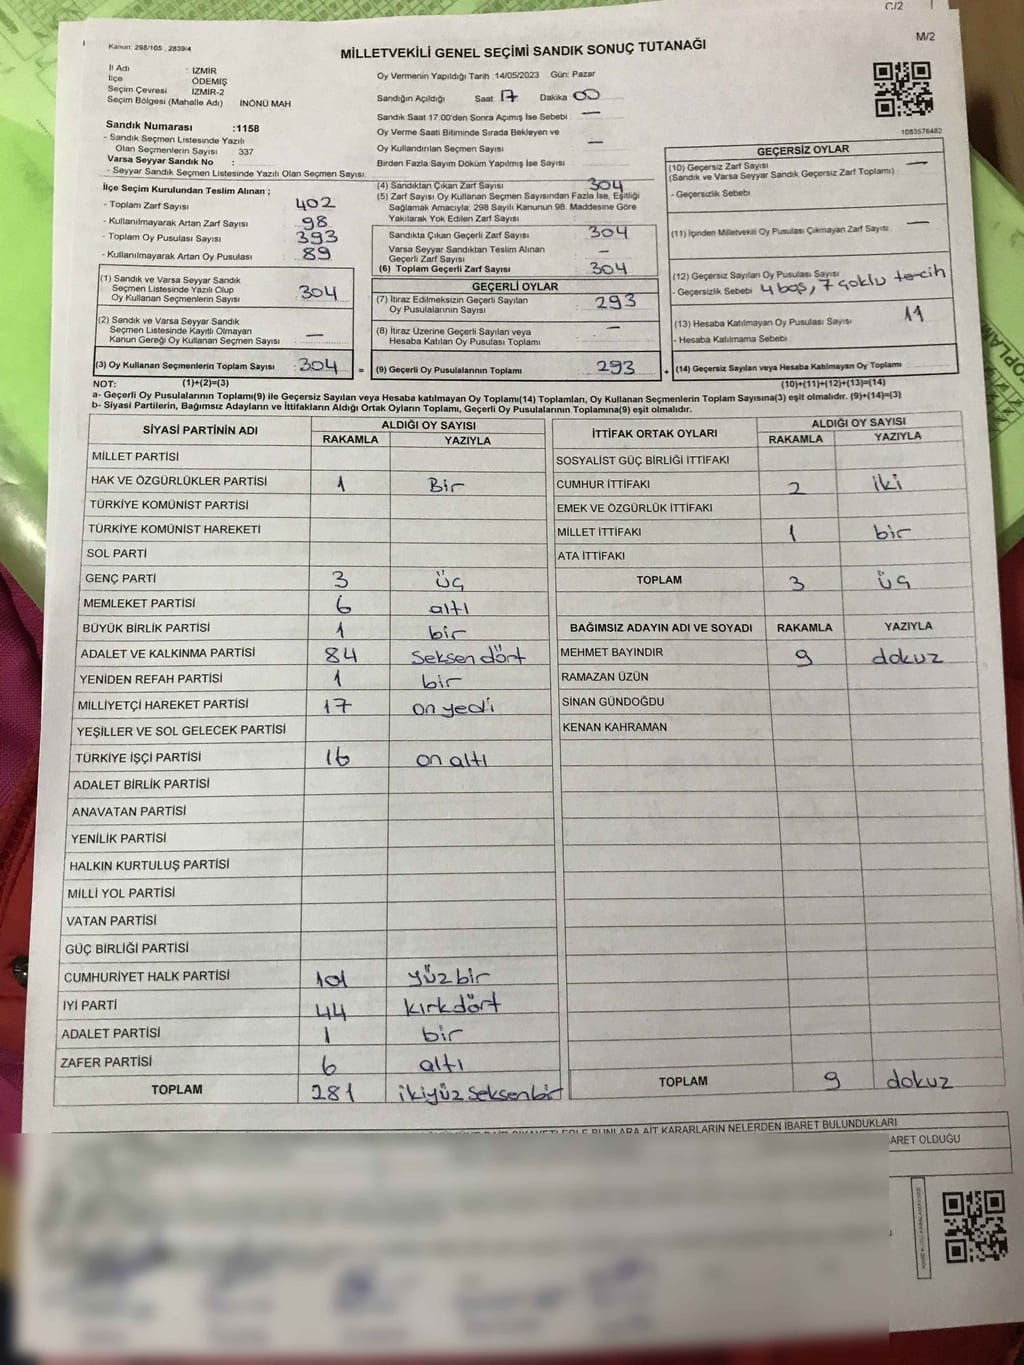 C/2
M/2
Kanun: 298/105 , 2839/4
MİLLETVEKİLİ GENEL SEÇİMİ SANDIK SONUÇ TUTANAĞI
İl Adı : İZMİR
İlçe ÖDEMİŞ
Seçim Çevresi İZMİR-2
Seçim Bölgesi (Mahalle Adı) İNÖNÜ MAH
Sandık Numarası :1158
- Sandık Seçmen Listesinde Yazılı
Olan Seçmenlerin Sayısı : 337
Varsa Seyyar Sandık No :
- Seyyar Sandık Seçmen Listesinde Yazılı Olan Seçmen Sayısı:
Oy Vermenin Yapıldığı Tarih 14/05/2023 Gün: Pazar
Sandığın Açıldığı Saat 17 Dakika 00
Sandık Saat 17.00'den Sonra Açımış İse Sebebi : —
Oy Verme Saati Bitiminde Sırada Bekleyen ve
Oy Kullandırılan Seçmen Sayısı : —
Birden Fazla Sayım Döküm Yapılmış İse Sayısı : —
1083576482
İlçe Seçim Kurulundan Teslim Alınan ;
- Toplam Zarf Sayısı : 402
- Kullanılmayarak Artan Zarf Sayısı : 98
- Toplam Oy Pusulası Sayısı : 393
- Kullanılmayarak Artan Oy Pusulası : 89
(1) Sandık ve Varsa Seyyar Sandık
Seçmen Listesinde Yazılı Olup
Oy Kullanan Seçmenlerin Sayısı : 304
(2) Sandık ve Varsa Seyyar Sandık
Seçmen Listesinde Kayıtlı Olmayan
Kanun Gereği Oy Kullanan Seçmen Sayısı : —
(3) Oy Kullanan Seçmenlerin Toplam Sayısı : 304 =
(4) Sandıktan Çıkan Zarf Sayısı : 304
(5) Zarf Sayısı Oy Kullanan Seçmen Sayısından Fazla İse, Eşitliği
Sağlamak Amacıyla; 298 Sayılı Kanunun 98. Maddesine Göre
Yakılarak Yok Edilen Zarf Sayısı
Sandıkta Çıkan Geçerli Zarf Sayısı : 304
Varsa Seyyar Sandıktan Teslim Alınan
Geçerli Zarf Sayısı : —
(6) Toplam Geçerli Zarf Sayısı : 304
GEÇERLİ OYLAR
(7) İtiraz Edilmeksizin Geçerli Sayılan
Oy Pusulalarının Sayısı : 293
(8) İtiraz Üzerine Geçerli Sayılan veya
Hesaba Katılan Oy Pusulası Toplamı : —
(9) Geçerli Oy Pusulalarının Toplamı : 293 +
GEÇERSİZ OYLAR
(10) Geçersiz Zarf Sayısı : —
(Sandık ve Varsa Seyyar Sandık Geçersiz Zarf Toplamı)
- Geçersizlik Sebebi
(11) İçinden Milletvekili Oy Pusulası Çıkmayan Zarf Sayısı : —
(12) Geçersiz Sayılan Oy Pusulası Sayısı
- Geçersizlik Sebebi 4 boş, 7 çoklu tercih
(13) Hesaba Katılmayan Oy Pusulası Sayısı : 11
- Hesaba Katılmama Sebebi
(14) Geçersiz Sayılan veya Hesaba Katılmayan Oy Toplamı
NOT: (1)+(2)=(3) (10)+(11)+(12)+(13)=(14)
a- Geçerli Oy Pusulalarının Toplamı(9) ile Geçersiz Sayılan veya Hesaba katılmayan Oy Toplamı(14) Toplamları, Oy Kullanan Seçmenlerin Toplam Sayısına(3) eşit olmalıdır. (9)+(14)=(3)
b- Siyasi Partilerin, Bağımsız Adayların ve İttifakların Aldığı Ortak Oyların Toplamı, Geçerli Oy Pusulalarının Toplamına(9) eşit olmalıdır.
SİYASİ PARTİNİN ADI ALDIĞI OY SAYISI
RAKAMLA YAZIYLA
MİLLET PARTİSİ
HAK VE ÖZGÜRLÜKLER PARTİSİ 1 Bir
TÜRKİYE KOMÜNİST PARTİSİ
TÜRKİYE KOMÜNİST HAREKETİ
SOL PARTİ
GENÇ PARTİ 3 üç
MEMLEKET PARTİSİ 6 altı
BÜYÜK BİRLİK PARTİSİ 1 bir
ADALET VE KALKINMA PARTİSİ 84 Seksen dört
YENİDEN REFAH PARTİSİ 1 bir
MİLLİYETÇİ HAREKET PARTİSİ 17 on yedi
YEŞİLLER VE SOL GELECEK PARTİSİ
TÜRKİYE İŞÇİ PARTİSİ 16 on altı
ADALET BİRLİK PARTİSİ
ANAVATAN PARTİSİ
YENİLİK PARTİSİ
HALKIN KURTULUŞ PARTİSİ
MİLLİ YOL PARTİSİ
VATAN PARTİSİ
GÜÇ BİRLİĞİ PARTİSİ
CUMHURİYET HALK PARTİSİ 101 yüz bir
İYİ PARTİ 44 kırk dört
ADALET PARTİSİ 1 bir
ZAFER PARTİSİ 6 altı
TOPLAM 281 ikiyüz seksenbir
İTTİFAK ORTAK OYLARI ALDIĞI OY SAYISI
RAKAMLA YAZIYLA
SOSYALİST GÜÇ BİRLİĞİ İTTİFAKI
CUMHUR İTTİFAKI 2 iki
EMEK VE ÖZGÜRLÜK İTTİFAKI
MİLLET İTTİFAKI 1 bir
ATA İTTİFAKI
TOPLAM 3 üç
BAĞIMSIZ ADAYIN ADI VE SOYADI RAKAMLA YAZIYLA
MEHMET BAYINDIR 9 dokuz
RAMAZAN ÜZÜN
SİNAN GÜNDOĞDU
KENAN KAHRAMAN
TOPLAM 9 dokuz
BUNLARA AİT KARARLARIN NELERDEN İBARET BULUNDUKLARI
ARET OLDUĞU